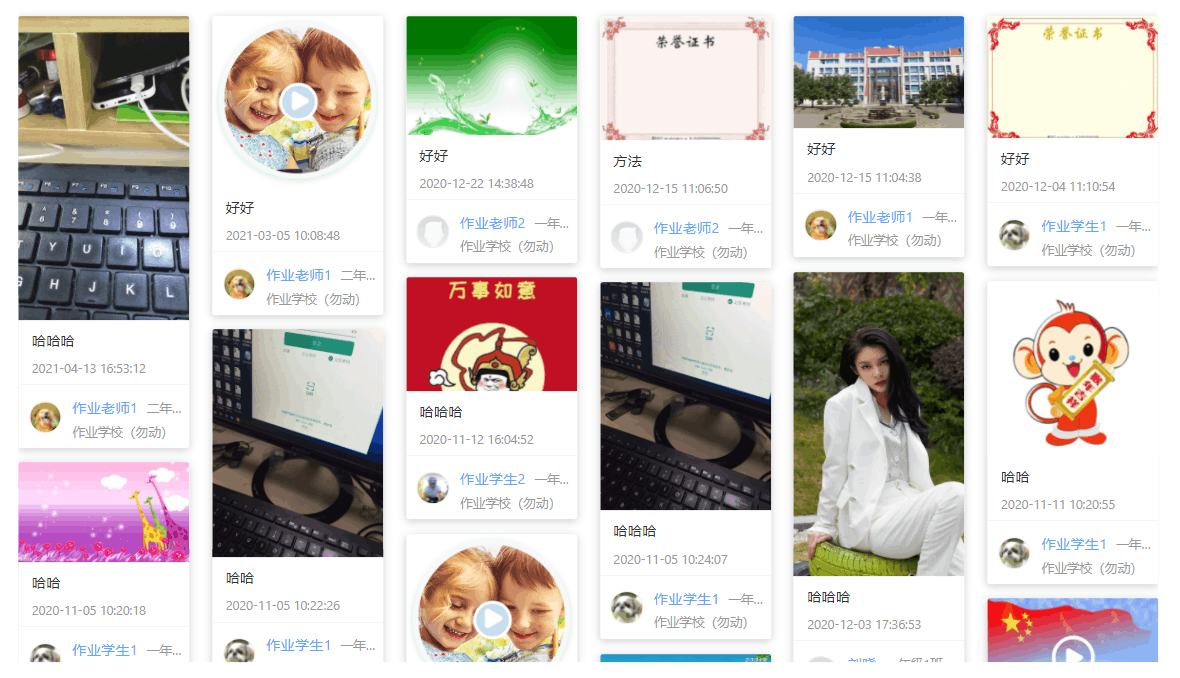 哈哈哈
2021-04-13 16:53:12
作业老师1 二年...
作业学校（勿动）
哈哈
2020-11-05 10:20:18
作业学生1 一年...
好好
2021-03-05 10:08:48
作业老师1 二年...
作业学校（勿动）
哈哈
2020-11-05 10:22:26
作业学生1 一年...
好好
2020-12-22 14:38:48
作业老师2 一年...
作业学校（勿动）
万事如意
哈哈哈
2020-11-12 16:04:52
作业学生2 一年...
作业学校（勿动）
荣誉证书
方法
2020-12-15 11:06:50
作业老师2 一年...
作业学校（勿动）
哈哈哈
2020-11-05 10:24:07
作业学生1 一年...
作业学校（勿动）
好好
2020-12-15 11:04:38
作业老师1 一年...
作业学校（勿动）
哈哈哈
2020-12-03 17:36:53
荣誉证书
好好
2020-12-04 11:10:54
作业学生1 一年...
作业学校（勿动）
哈哈
2020-11-11 10:20:55
作业学生1 一年...
作业学校（勿动）